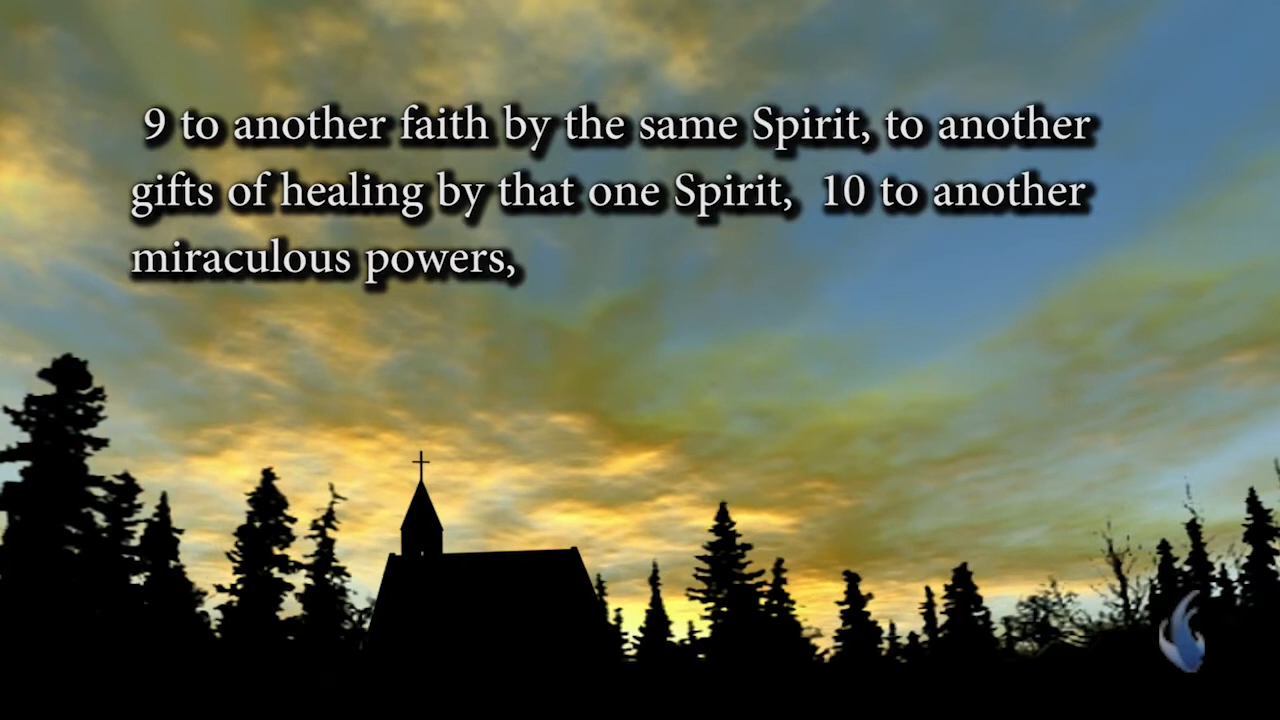 9 to another faith by the same Spirit, to another
gifts of healing by that one Spirit, 10 to another
miraculous powers,